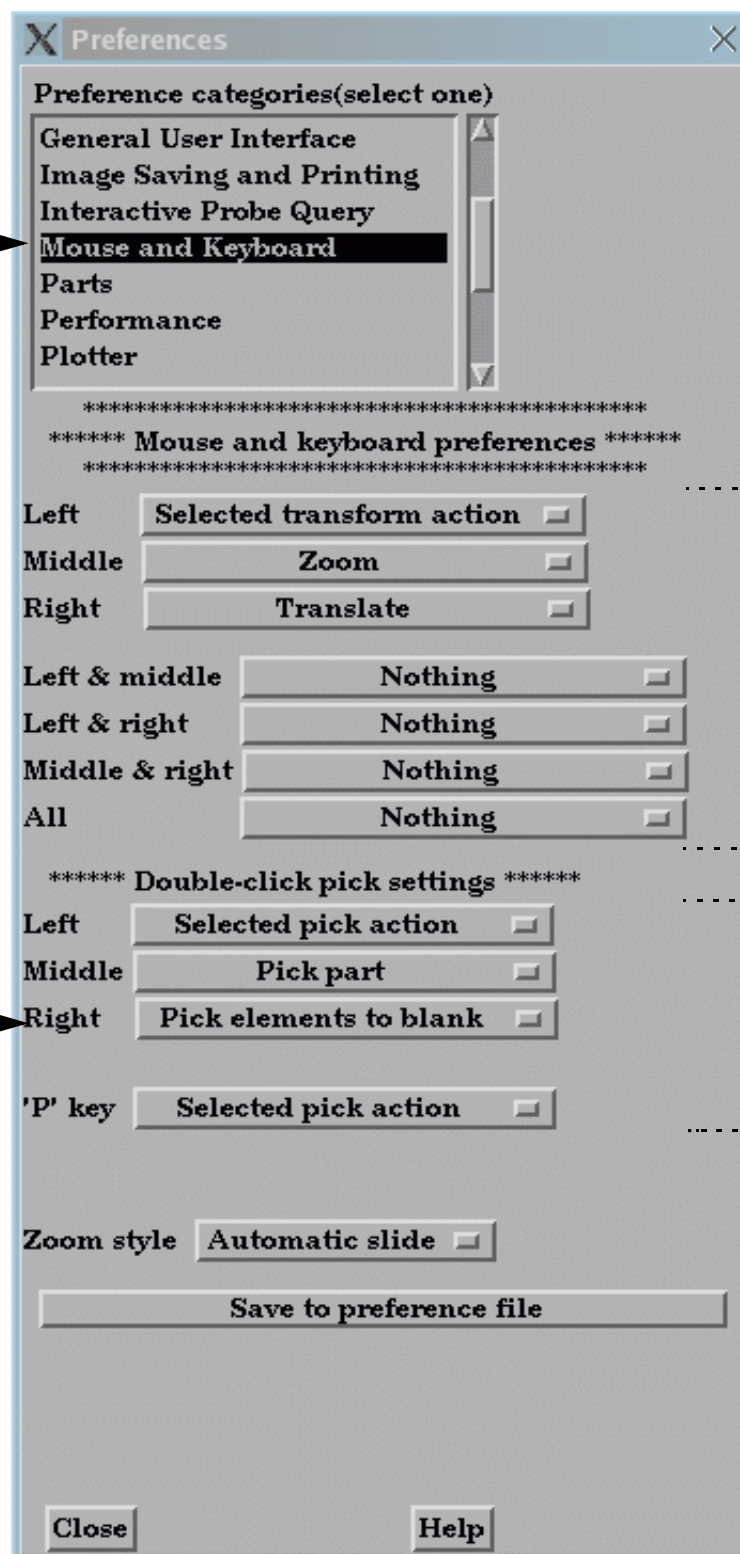 Preferences
Preference categories(select one)
General User Interface
Image Saving and Printing
Interactive Probe Query
Mouse and Keyboard
Parts
Performance
Plotter
********************************************
****** Mouse and keyboard preferences ******
********************************************
Left Selected transform action
Middle Zoom
Right Translate
Left & middle Nothing
Left & right Nothing
Middle & right Nothing
All Nothing
****** Double-click pick settings ******
Left Selected pick action
Middle Pick part
Right Pick elements to blank
'P' key Selected pick action
Zoom style Automatic slide
Save to preference file
Close Help